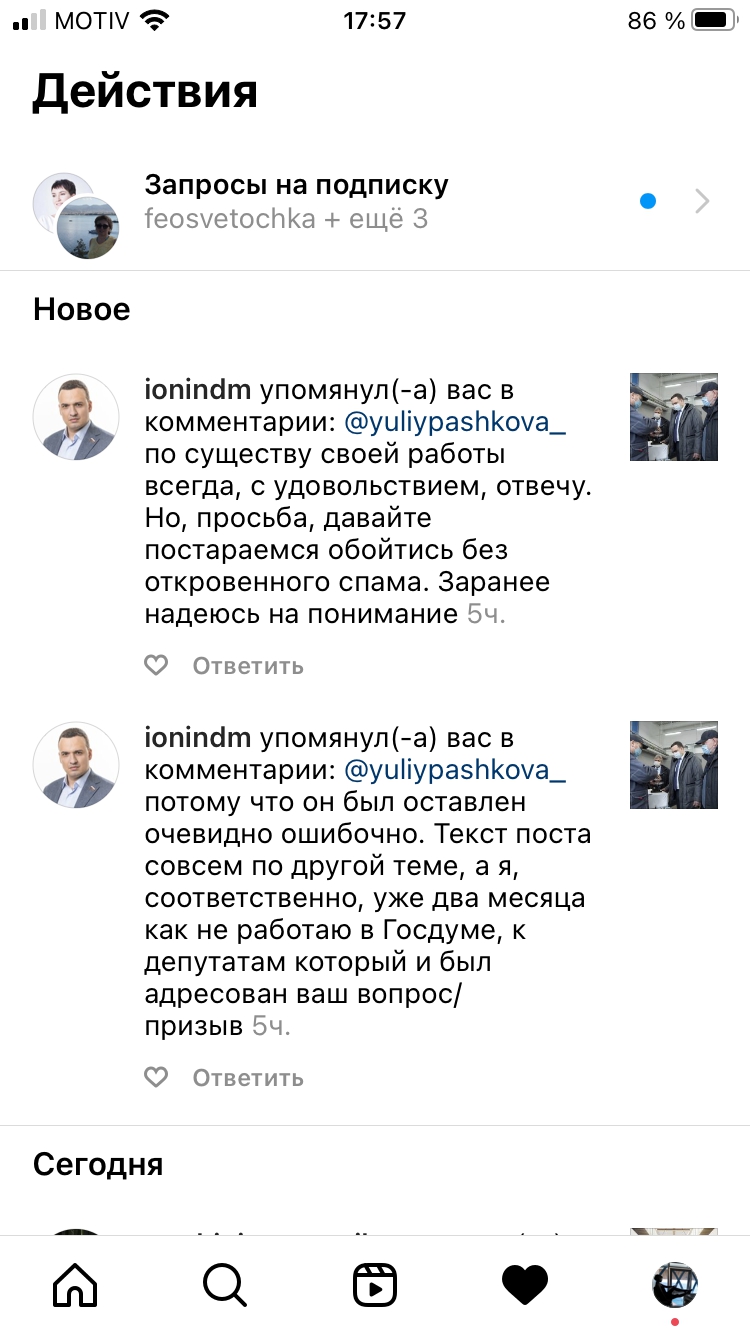 MOTIV 17:57 86 %
Действия
Запросы на подписку
feosvetochka + ещё 3
Новое
ionindm упомянул(-а) вас в
комментарии: @yuliypashkova_
по существу своей работы
всегда, с удовольствием, отвечу.
Но, просьба, давайте
постараемся обойтись без
откровенного спама. Заранее
надеюсь на понимание 5ч.
Ответить
ionindm упомянул(-а) вас в
комментарии: @yuliypashkova_
потому что он был оставлен
очевидно ошибочно. Текст поста
совсем по другой теме, а я,
соответственно, уже два месяца
как не работаю в Госдуме, к
депутатам который и был
адресован ваш вопрос/
призыв 5ч.
Ответить
Сегодня